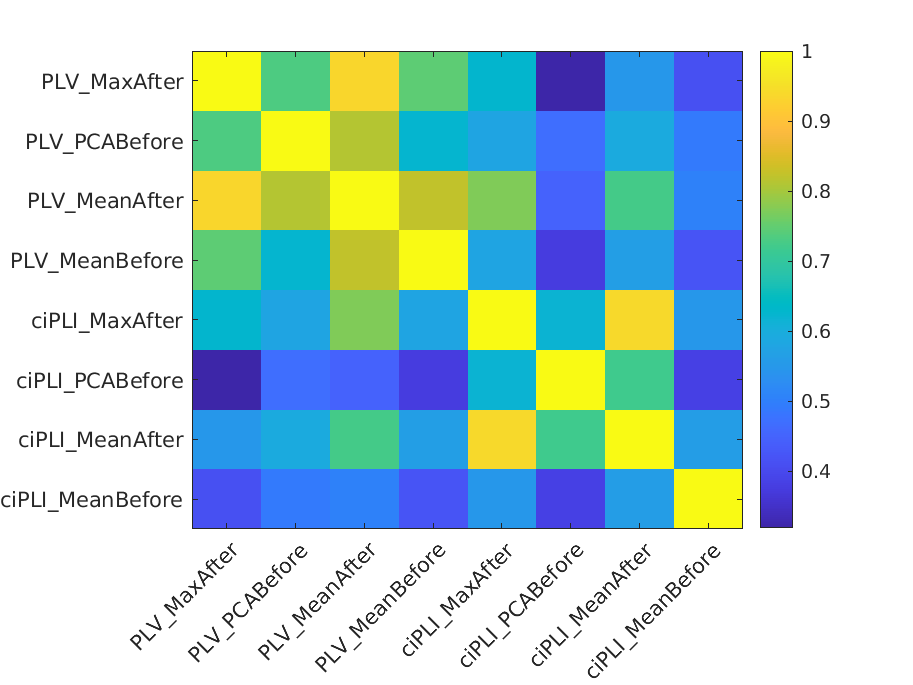 PLV_MaxAfter
PLV_PCABefore
PLV_MeanAfter
PLV_MeanBefore
ciPLI_MaxAfter
ciPLI_PCABefore
ciPLI_MeanAfter
ciPLI_MeanBefore
1
0.9
0.8
0.7
0.6
0.5
0.4
PLV_MaxAfter
PLV_PCABefore
PLV_MeanAfter
PLV_MeanBefore
ciPLI_MaxAfter
ciPLI_PCABefore
ciPLI_MeanAfter
ciPLI_MeanBefore